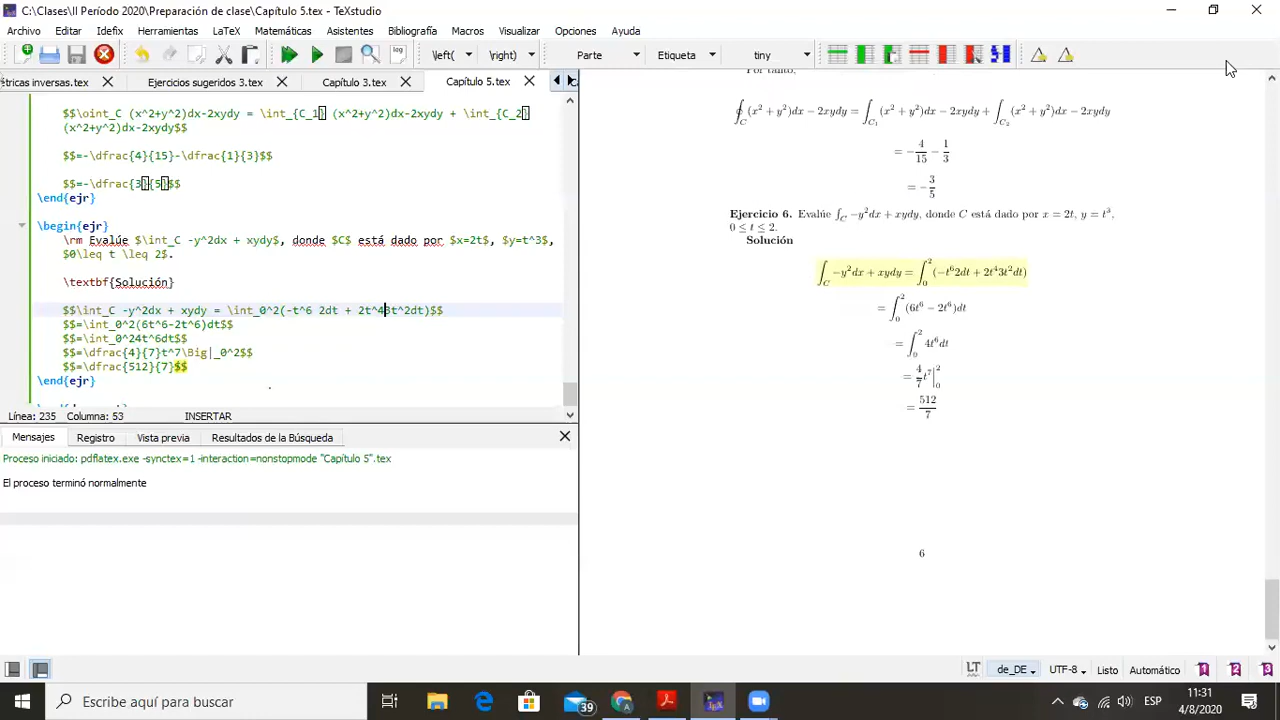 C:\Clases\II Período 2020\Preparación de clase\Capítulo 5.tex - TeXstudio
Archivo Editar Idefix Herramientas LaTeX Matemáticas Asistentes Bibliografía Macros Visualizar Opciones Ayuda
log \left( \right) Parte Etiqueta tiny
étricas inversas.tex Ejercicios sugeridos 3.tex Capítulo 3.tex Capítulo 5.tex
$$\oint_C (x^2+y^2)dx-2xydy = \int_{C_1} (x^2+y^2)dx-2xydy + \int_{C_2}
(x^2+y^2)dx-2xydy$$
$$=-\dfrac{4}{15}-\dfrac{1}{3}$$
$$=-\dfrac{3}{5}$$
\end{ejr}
\begin{ejr}
\rm Evalúe $\int_C -y^2dx + xydy$, donde $C$ está dado por $x=2t$, $y=t^3$,
$0\leq t \leq 2$.
\textbf{Solución}
$$\int_C -y^2dx + xydy = \int_0^2(-t^6 2dt + 2t^43t^2dt)$$
$$=\int_0^2(6t^6-2t^6)dt$$
$$=\int_0^24t^6dt$$
$$=\dfrac{4}{7}t^7\Big|_0^2$$
$$=\dfrac{512}{7}$$
\end{ejr}
Línea: 235 Columna: 53 INSERTAR
Mensajes Registro Vista previa Resultados de la Búsqueda
Proceso iniciado: pdflatex.exe -synctex=1 -interaction=nonstopmode "Capítulo 5".tex
El proceso terminó normalmente
Por tanto,
∮_C (x² + y²)dx − 2xydy = ∫_{C₁} (x² + y²)dx − 2xydy + ∫_{C₂} (x² + y²)dx − 2xydy
= − 4/15 − 1/3
= − 3/5
Ejercicio 6. Evalúe ∫_C −y²dx + xydy, donde C está dado por x = 2t, y = t³,
0 ≤ t ≤ 2.
Solución
∫_C −y²dx + xydy = ∫_0^2 (−t⁶2dt + 2t⁴3t²dt)
= ∫_0^2 (6t⁶ − 2t⁶)dt
= ∫_0^2 4t⁶dt
= 4/7 t⁷ |_0^2
= 512/7
6
LT de_DE UTF-8 Listo Automático 1 2 3
Escribe aquí para buscar 39 ESP 11:31
4/8/2020